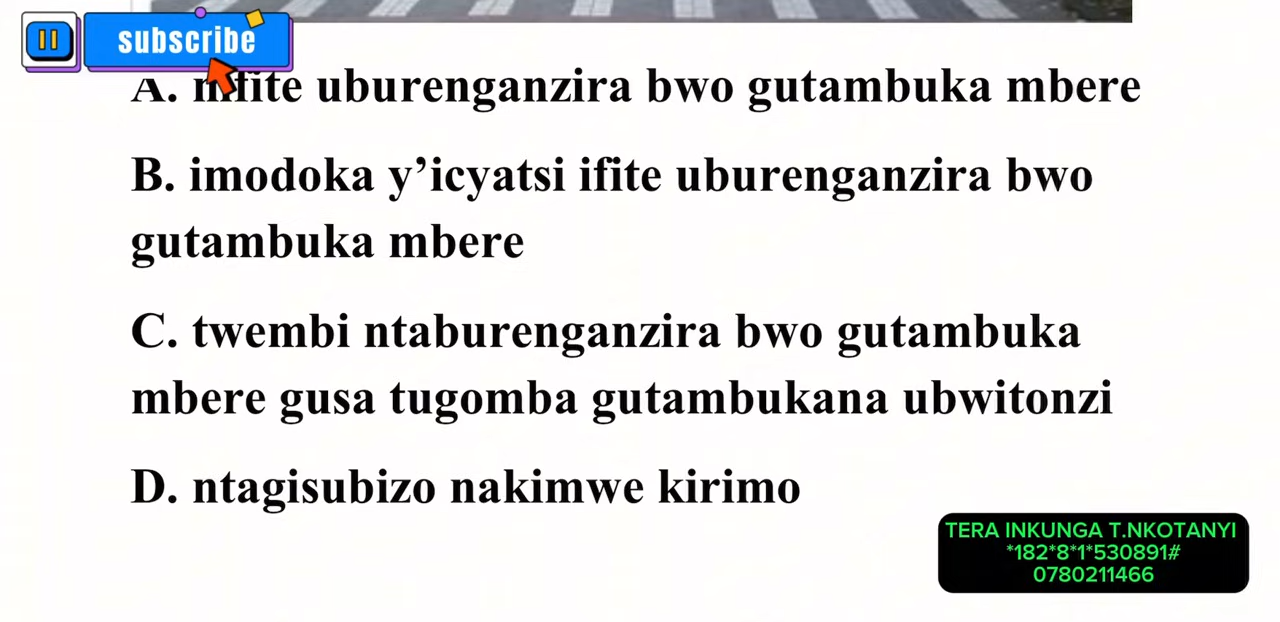 subscribe
A. mfite uburenganzira bwo gutambuka mbere
B. imodoka y’icyatsi ifite uburenganzira bwo
gutambuka mbere
C. twembi ntaburenganzira bwo gutambuka
mbere gusa tugomba gutambukana ubwitonzi
D. ntagisubizo nakimwe kirimo
TERA INKUNGA T.NKOTANYI
*182*8*1*530891#
0780211466